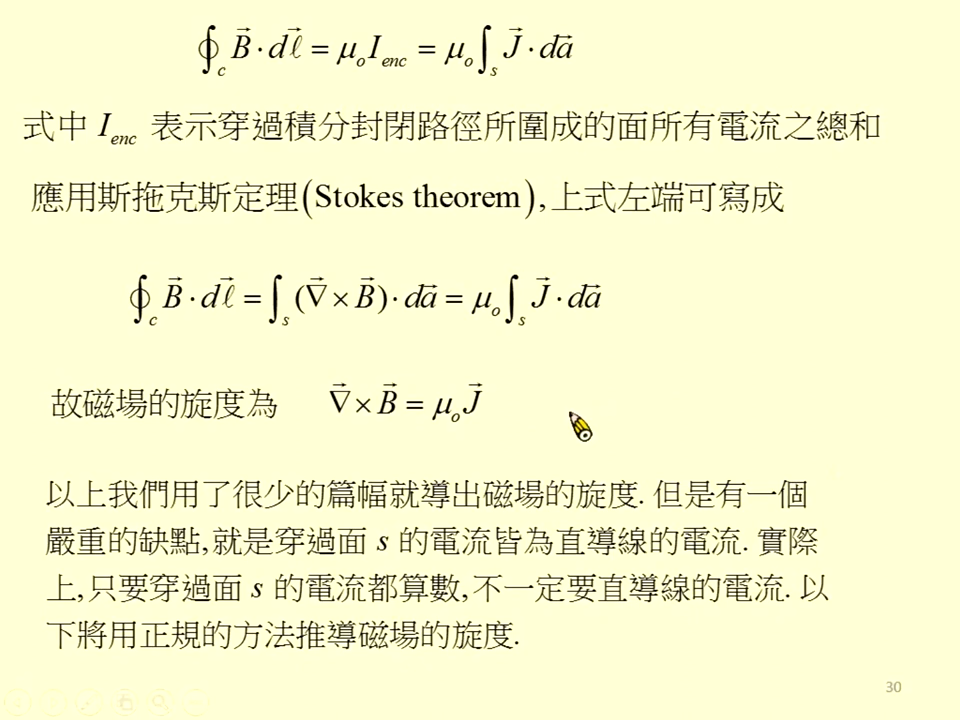 ∮_c B⃗ · dℓ⃗ = μ_o I_enc = μ_o ∫_s J⃗ · da⃗
式中 I_enc 表示穿過積分封閉路徑所圍成的面所有電流之總和
應用斯拖克斯定理(Stokes theorem),上式左端可寫成
∮_c B⃗ · dℓ⃗ = ∫_s (∇⃗ × B⃗) · da⃗ = μ_o ∫_s J⃗ · da⃗
故磁場的旋度為 ∇⃗ × B⃗ = μ_o J⃗
以上我們用了很少的篇幅就導出磁場的旋度. 但是有一個
嚴重的缺點,就是穿過面 s 的電流皆為直導線的電流. 實際
上,只要穿過面 s 的電流都算數,不一定要直導線的電流. 以
下將用正規的方法推導磁場的旋度.
30